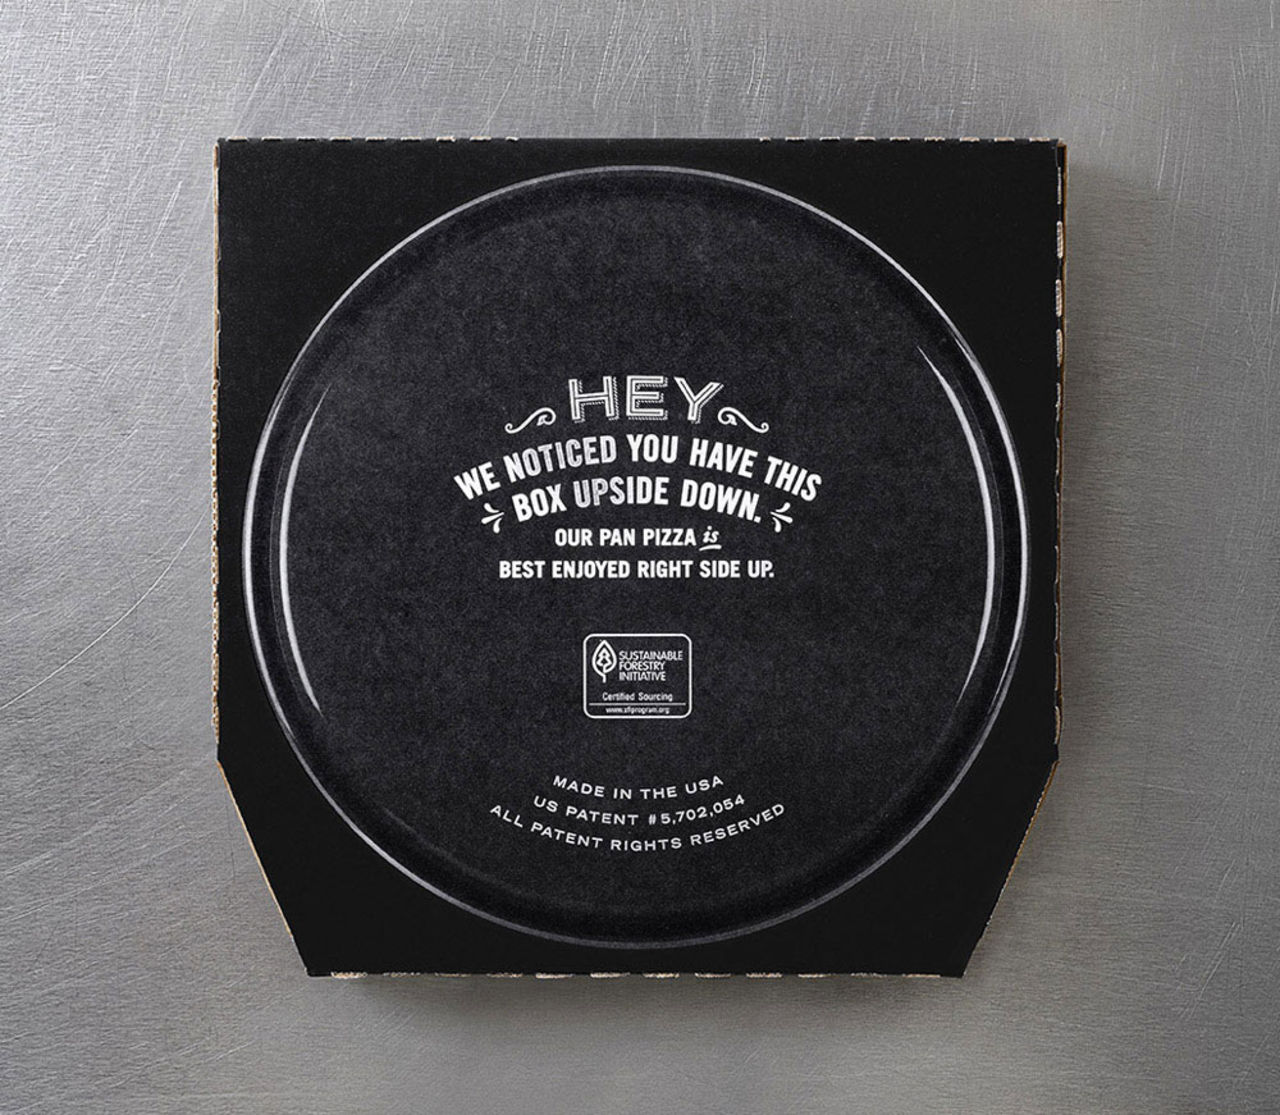 HEY
WE NOTICED YOU HAVE THIS
BOX UPSIDE DOWN.
OUR PAN PIZZA is
BEST ENJOYED RIGHT SIDE UP.
SUSTAINABLE
FORESTRY
INITIATIVE
Certified Sourcing
www.sfiprogram.org
MADE IN THE USA
US PATENT #5,702,054
ALL PATENT RIGHTS RESERVED